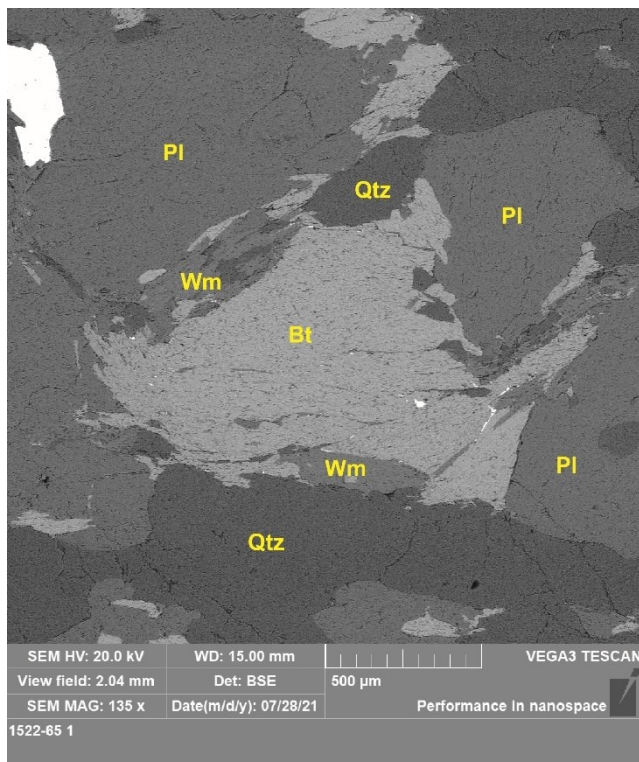 Pl
Qtz
Pl
Wm
Bt
Wm
Pl
Qtz
SEM HV: 20.0 kV WD: 15.00 mm VEGA3 TESCAN
View field: 2.04 mm Det: BSE 500 µm
SEM MAG: 135 x Date(m/d/y): 07/28/21 Performance in nanospace
1522-65 1